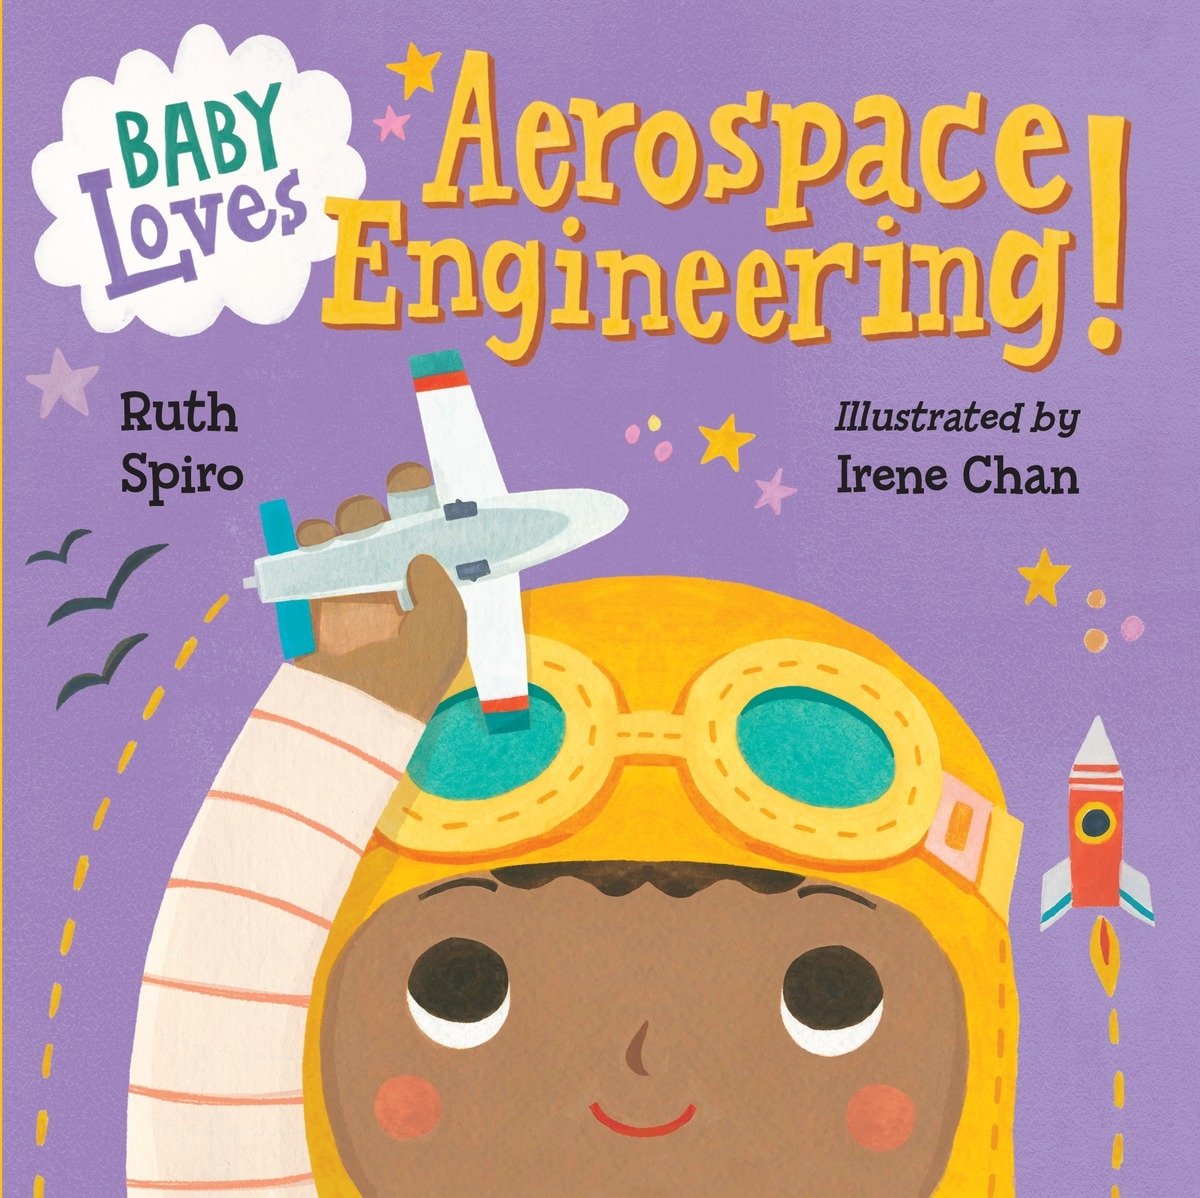 BABY
Loves
Aerospace
Engineering!
Ruth
Spiro
Illustrated by
Irene Chan